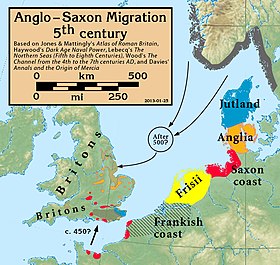 Anglo – Saxon Migration
5th century
Based on Jones & Mattingly's Atlas of Roman Britain,
Haywood's Dark Age Naval Power, Lebecq's The
Northern Seas (Fifth to Eighth Centuries), Wood's The
Channel from the 4th to the 7th centuries AD, and Davies'
Annals and the Origin of Mercia
0 km 500
0 mi 250
2013-01-25
Jutland
After
500?
Anglia
Britons
Saxon
coast
Frisii
Britons
Frankish
coast
c. 450?